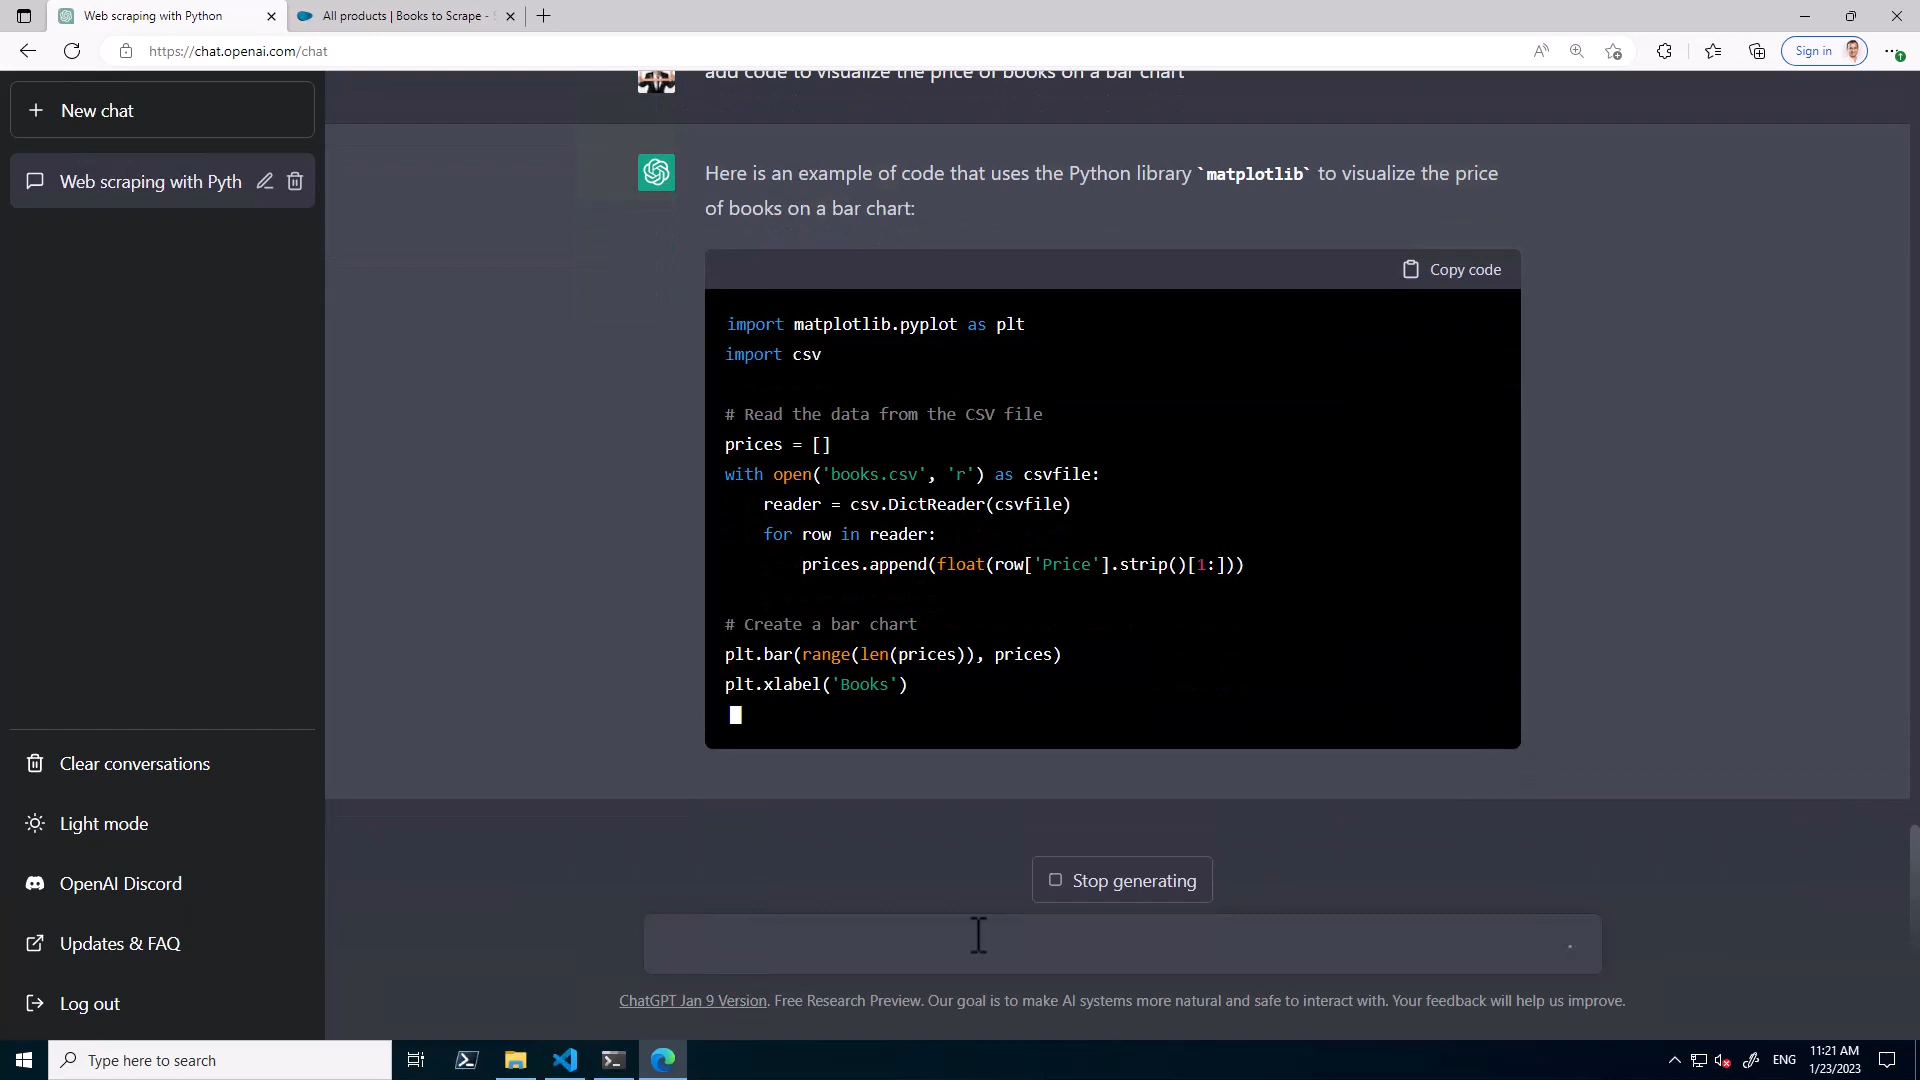 Web scraping with Python
All products | Books to Scrape -
https://chat.openai.com/chat
Sign in
New chat
Web scraping with Pyth
Clear conversations
Light mode
OpenAI Discord
Updates & FAQ
Log out
add code to visualize the price of books on a bar chart
Here is an example of code that uses the Python library `matplotlib` to visualize the price
of books on a bar chart:
Copy code
import matplotlib.pyplot as plt
import csv
# Read the data from the CSV file
prices = []
with open('books.csv', 'r') as csvfile:
    reader = csv.DictReader(csvfile)
    for row in reader:
        prices.append(float(row['Price'].strip()[1:]))
# Create a bar chart
plt.bar(range(len(prices)), prices)
plt.xlabel('Books')
Stop generating
ChatGPT Jan 9 Version. Free Research Preview. Our goal is to make AI systems more natural and safe to interact with. Your feedback will help us improve.
Type here to search
ENG
11:21 AM
1/23/2023